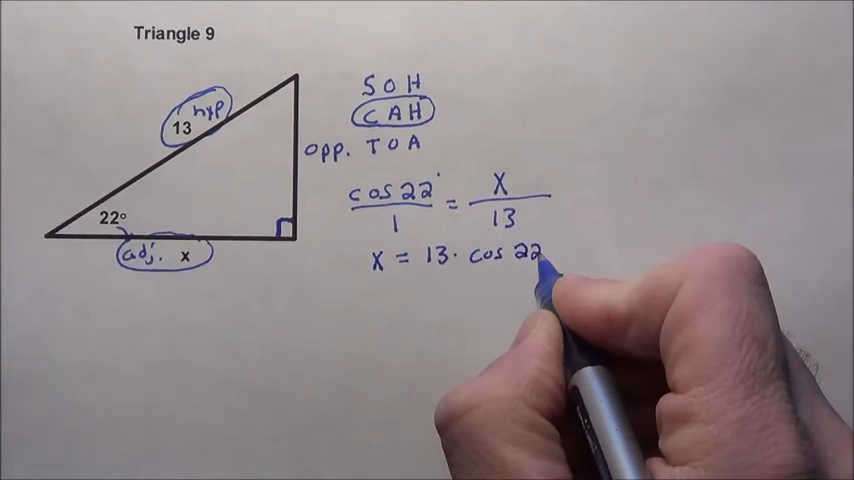 Triangle 9
hyp
13
22°
adj. x
opp.
SOH
CAH
TOA
cos 22° = x
1 13
x = 13 · cos 22